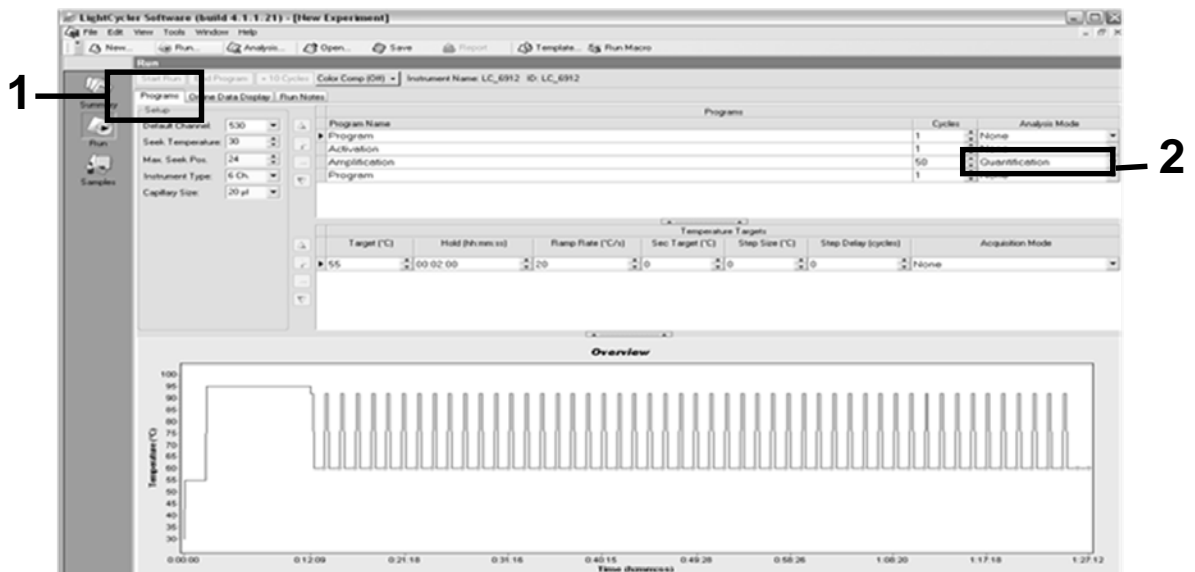 LightCycler Software (build 4.1.1.21) - [New Experiment]
File Edit View Tools Window Help
New... Run... Analysis... Open... Save Report Template... Run Macro
Run
Start Run End Program + 10 Cycles Color Comp (Off) Instrument Name: LC_6912 ID: LC_6912
1
Programs Online Data Display Run Notes
Summary
Run
Samples
Setup
Default Channel: 530
Seek Temperature: 30
Max. Seek Pos. 24
Instrument Type: 6 Ch.
Capillary Size: 20 µl
Programs
Program Name Cycles Analysis Mode
Program 1 None
Activation 1 None
Amplification 50 Quantification
Program 1 None
2
Temperature Targets
Target (°C) Hold (hh:mm:ss) Ramp Rate (°C/s) Sec Target (°C) Step Size (°C) Step Delay (cycles) Acquisition Mode
55 00:02:00 20 0 0 0 None
Overview
Temperature (°C)
100
95
90
85
80
75
70
65
60
55
50
45
40
35
30
0:00:00 0:12:09 0:21:18 0:31:16 0:40:15 0:49:28 0:58:26 1:08:20 1:17:18 1:27:12
Time (h:mm:ss)